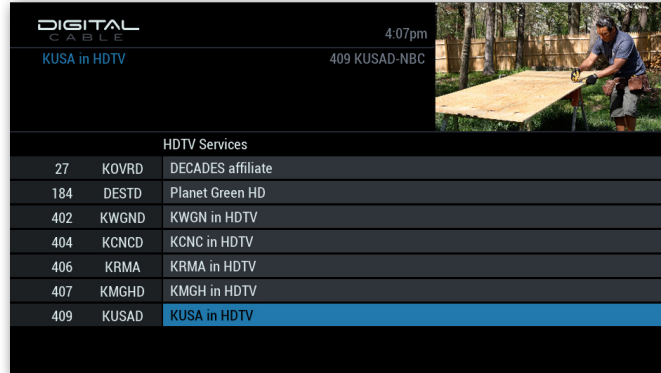 DIGITAL
CABLE
4:07pm
KUSA in HDTV
409 KUSAD-NBC
HDTV Services
27 KOVRD DECADES affiliate
184 DESTD Planet Green HD
402 KWGND KWGN in HDTV
404 KCNCD KCNC in HDTV
406 KRMA KRMA in HDTV
407 KMGHD KMGH in HDTV
409 KUSAD KUSA in HDTV